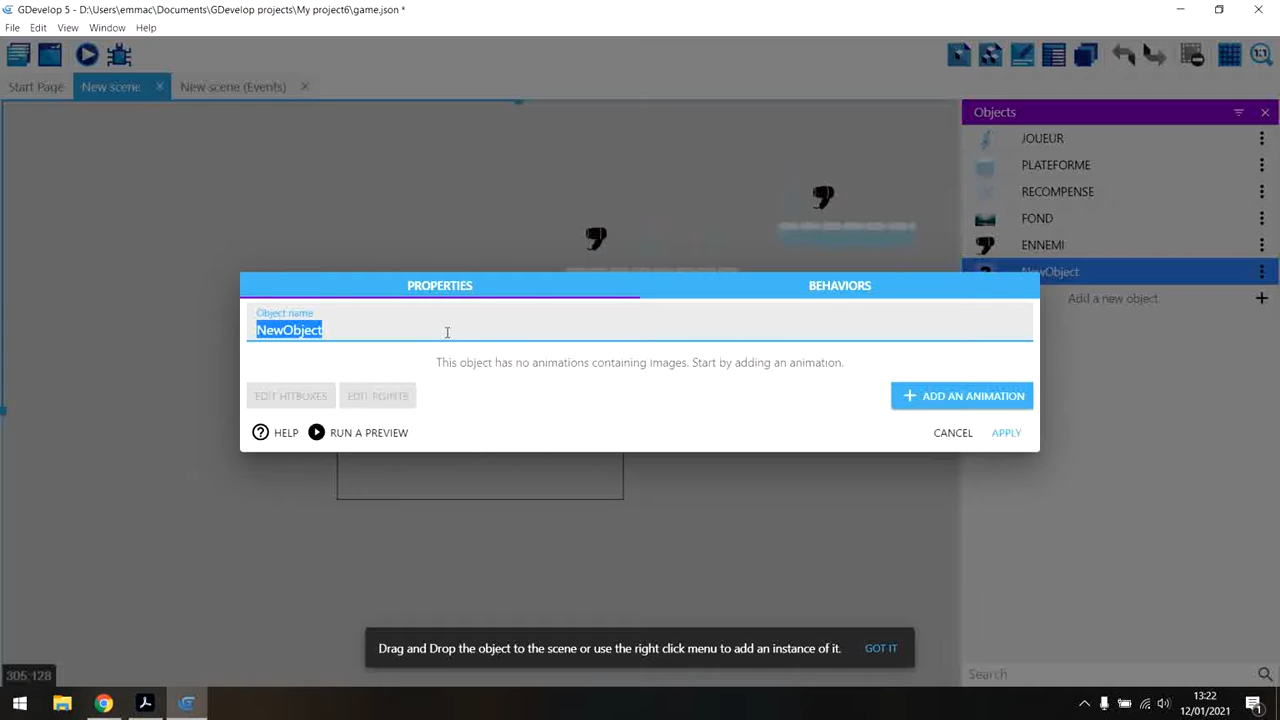 GDevelop 5 - D:\Users\emmac\Documents\GDevelop projects\My project6\game.json *
File Edit View Window Help
Start Page New scene × New scene (Events) ×
Objects
JOUEUR
PLATEFORME
RECOMPENSE
FOND
ENNEMI
NewObject
Add a new object
PROPERTIES BEHAVIORS
Object name
NewObject
This object has no animations containing images. Start by adding an animation.
EDIT HITBOXES EDIT POINTS + ADD AN ANIMATION
HELP RUN A PREVIEW CANCEL APPLY
Drag and Drop the object to the scene or use the right click menu to add an instance of it. GOT IT
305;128
Search
13:22
12/01/2021